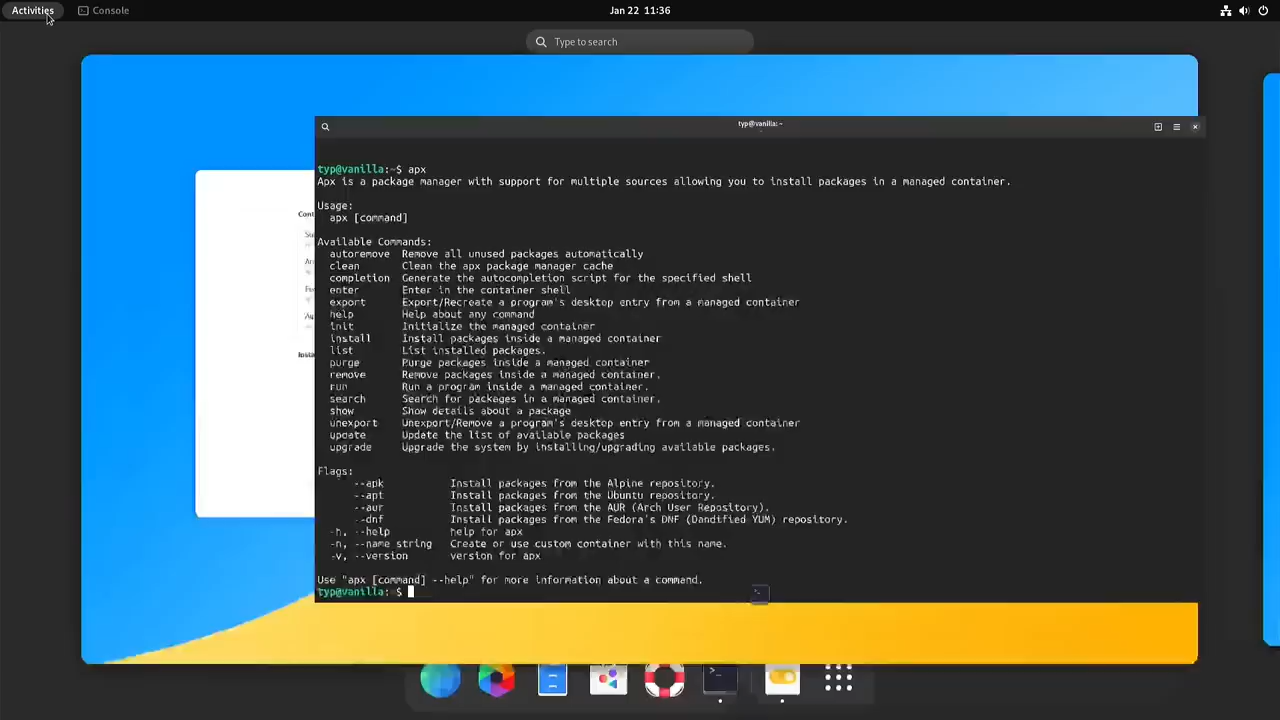 Activities
Console
Jan 22 11:36
Type to search
typ@vanilla: ~
typ@vanilla:~$ apx
Apx is a package manager with support for multiple sources allowing you to install packages in a managed container.
Usage:
apx [command]
Available Commands:
autoremove Remove all unused packages automatically
clean Clean the apx package manager cache
completion Generate the autocompletion script for the specified shell
enter Enter in the container shell
export Export/Recreate a program's desktop entry from a managed container
help Help about any command
init Initialize the managed container
install Install packages inside a managed container
list List installed packages.
purge Purge packages inside a managed container
remove Remove packages inside a managed container.
run Run a program inside a managed container.
search Search for packages in a managed container.
show Show details about a package
unexport Unexport/Remove a program's desktop entry from a managed container
update Update the list of available packages
upgrade Upgrade the system by installing/upgrading available packages.
Flags:
--apk Install packages from the Alpine repository.
--apt Install packages from the Ubuntu repository.
--aur Install packages from the AUR (Arch User Repository).
--dnf Install packages from the Fedora's DNF (Dandified YUM) repository.
-h, --help help for apx
-n, --name string Create or use custom container with this name.
-v, --version version for apx
Use "apx [command] --help" for more information about a command.
typ@vanilla:~$